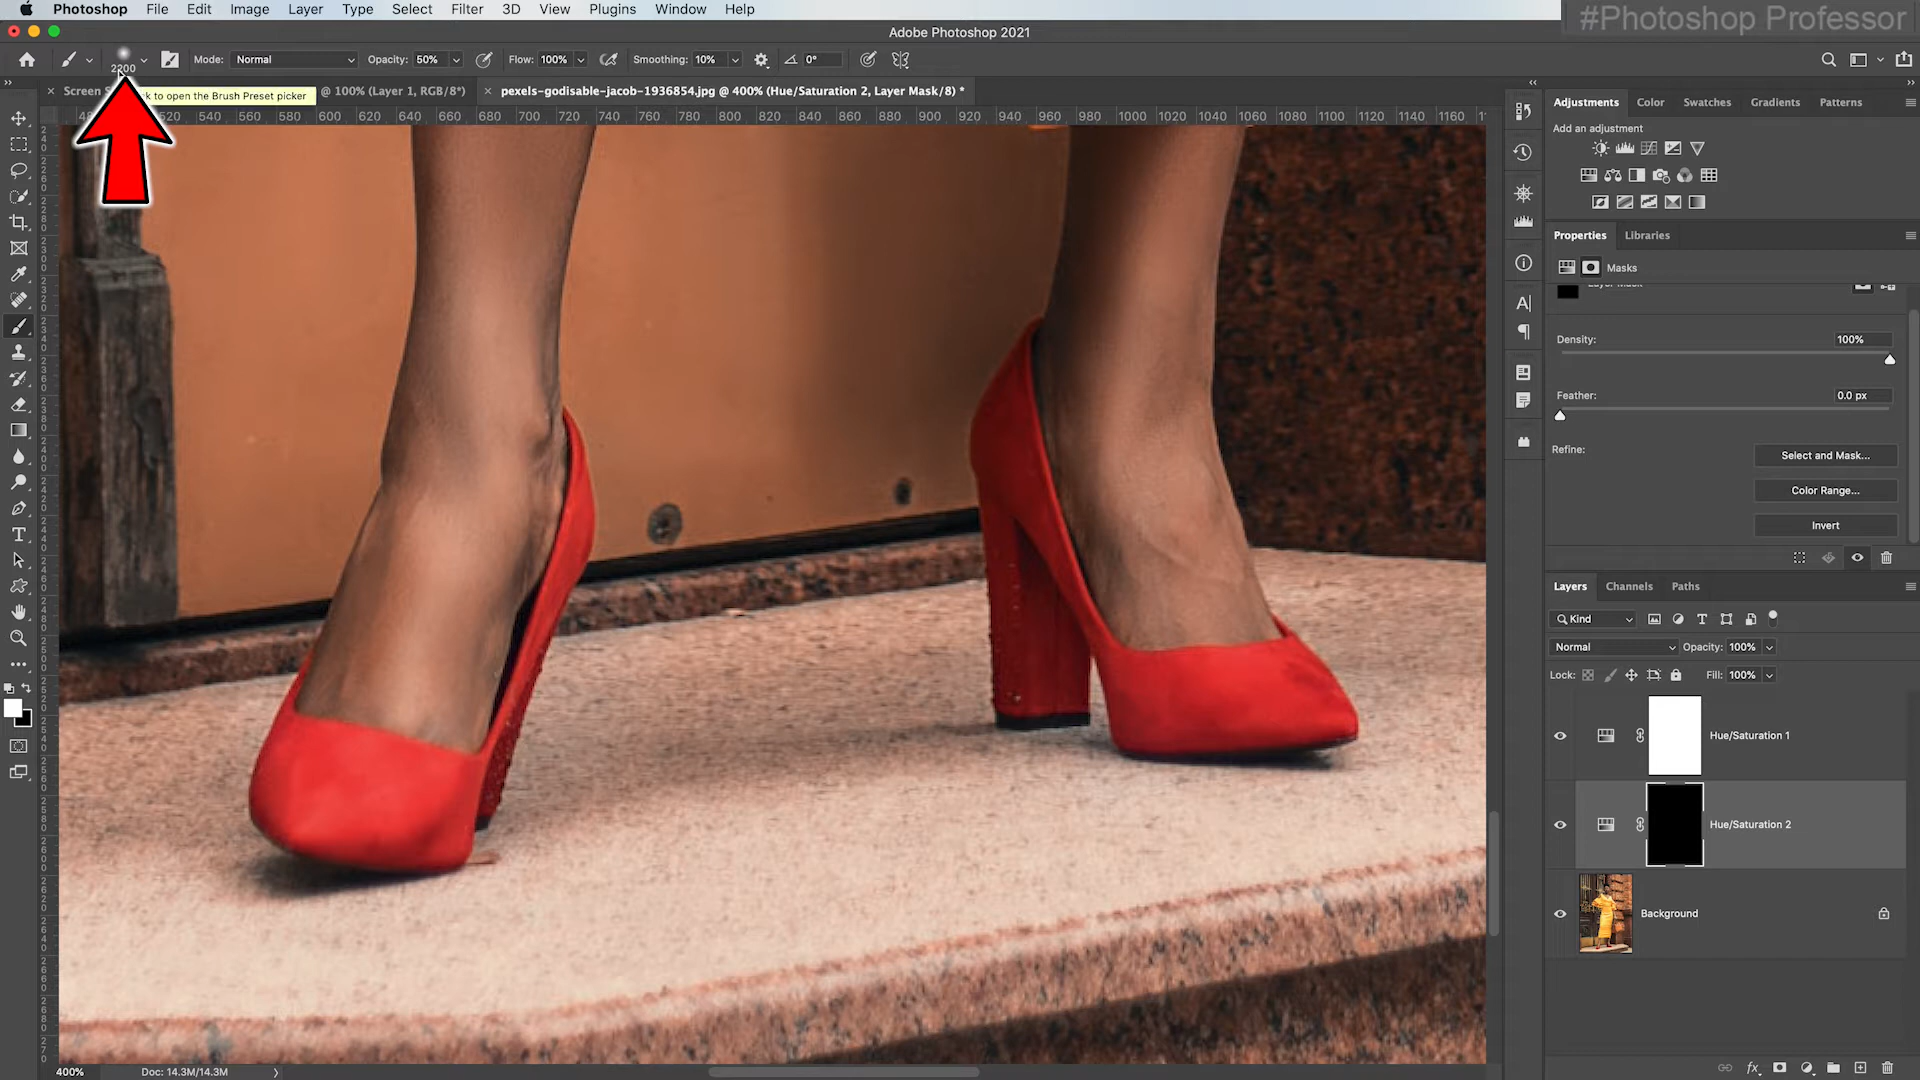 Photoshop File Edit Image Layer Type Select Filter 3D View Plugins Window Help
#Photoshop Professor
Adobe Photoshop 2021
2200 Mode: Normal Opacity: 50% Flow: 100% Smoothing: 10% 0°
Screen S @ 100% (Layer 1, RGB/8*) pexels-godisable-jacob-1936854.jpg @ 400% (Hue/Saturation 2, Layer Mask/8) *
to open the Brush Preset picker
540 560 580 600 620 640 660 680 700 720 740 760 780 800 820 840 860 880 900 920 940 960 980 1000 1020 1040 1060 1080 1100 1120 1140 1160
Adjustments Color Swatches Gradients Patterns
Add an adjustment
Properties Libraries
Masks
Layer Mask
Density: 100%
Feather: 0.0 px
Refine: Select and Mask...
Color Range...
Invert
Layers Channels Paths
Kind
Normal Opacity: 100%
Lock: Fill: 100%
Hue/Saturation 1
Hue/Saturation 2
Background
400% Doc: 14.3M/14.3M